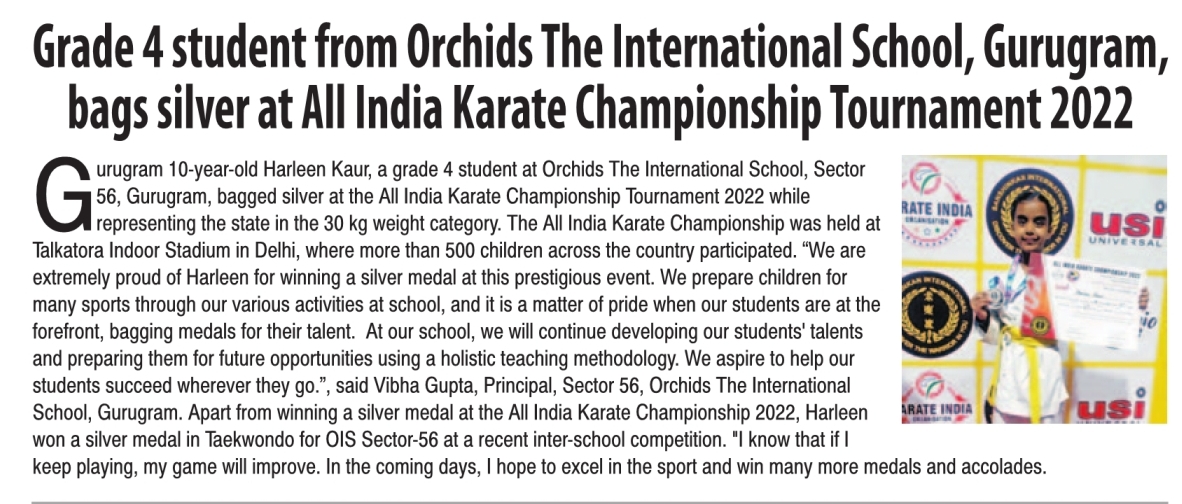 Grade 4 student from Orchids The International School, Gurugram,
bags silver at All India Karate Championship Tournament 2022
Gurugram 10-year-old Harleen Kaur, a grade 4 student at Orchids The International School, Sector
56, Gurugram, bagged silver at the All India Karate Championship Tournament 2022 while
representing the state in the 30 kg weight category. The All India Karate Championship was held at
Talkatora Indoor Stadium in Delhi, where more than 500 children across the country participated. “We are
extremely proud of Harleen for winning a silver medal at this prestigious event. We prepare children for
many sports through our various activities at school, and it is a matter of pride when our students are at the
forefront, bagging medals for their talent.  At our school, we will continue developing our students' talents
and preparing them for future opportunities using a holistic teaching methodology. We aspire to help our
students succeed wherever they go.”, said Vibha Gupta, Principal, Sector 56, Orchids The International
School, Gurugram. Apart from winning a silver medal at the All India Karate Championship 2022, Harleen
won a silver medal in Taekwondo for OIS Sector-56 at a recent inter-school competition. "I know that if I
keep playing, my game will improve. In the coming days, I hope to excel in the sport and win many more medals and accolades.
RATE INDIA
ORGANISATION
usi
UNIVERSAL
ALL INDIA KARATE CHAMPIONSHIP 2022
ARATE INDIA
ORGANISATION
usi